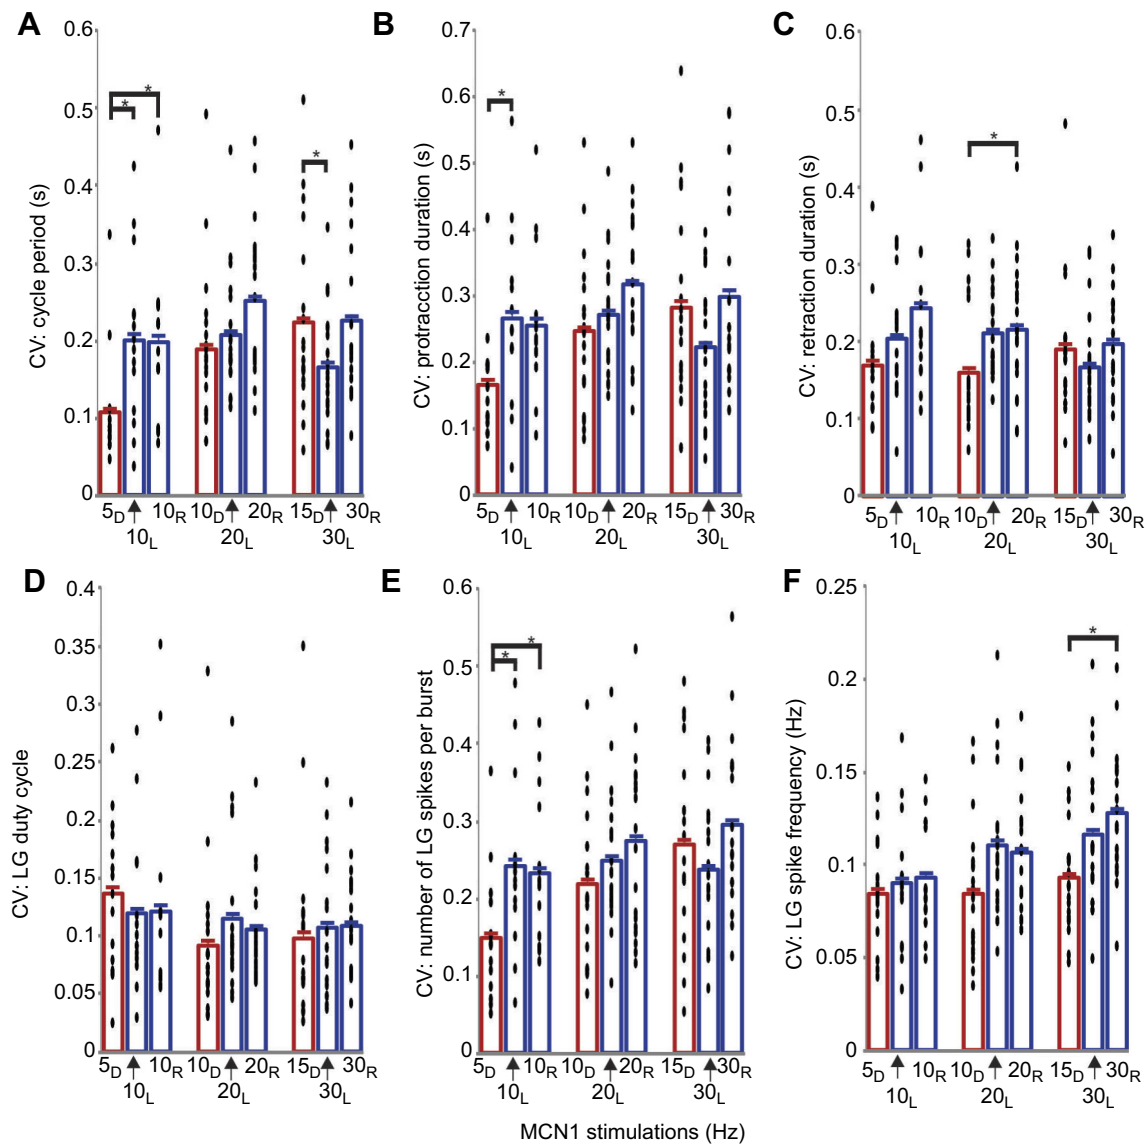 A
CV: cycle period (s)
0.6
0.5
0.4
0.3
0.2
0.1
0
* *
*
5D 10R 10D 20R 15D 30R
10L 20L 30L
B
CV: protraction duration (s)
0.7
0.6
0.5
0.4
0.3
0.2
0.1
0
*
5D 10R 10D 20R 15D 30R
10L 20L 30L
C
CV: retraction duration (s)
0.6
0.5
0.4
0.3
0.2
0.1
0
*
5D 10R 10D 20R 15D 30R
10L 20L 30L
D
CV: LG duty cycle
0.4
0.35
0.3
0.25
0.2
0.15
0.1
0.05
0
5D 10R 10D 20R 15D 30R
10L 20L 30L
E
CV: number of LG spikes per burst
0.6
0.5
0.4
0.3
0.2
0.1
0
* *
5D 10R 10D 20R 15D 30R
10L 20L 30L
F
CV: LG spike frequency (Hz)
0.25
0.2
0.15
0.1
0.05
0
*
5D 10R 10D 20R 15D 30R
10L 20L 30L
MCN1 stimulations (Hz)